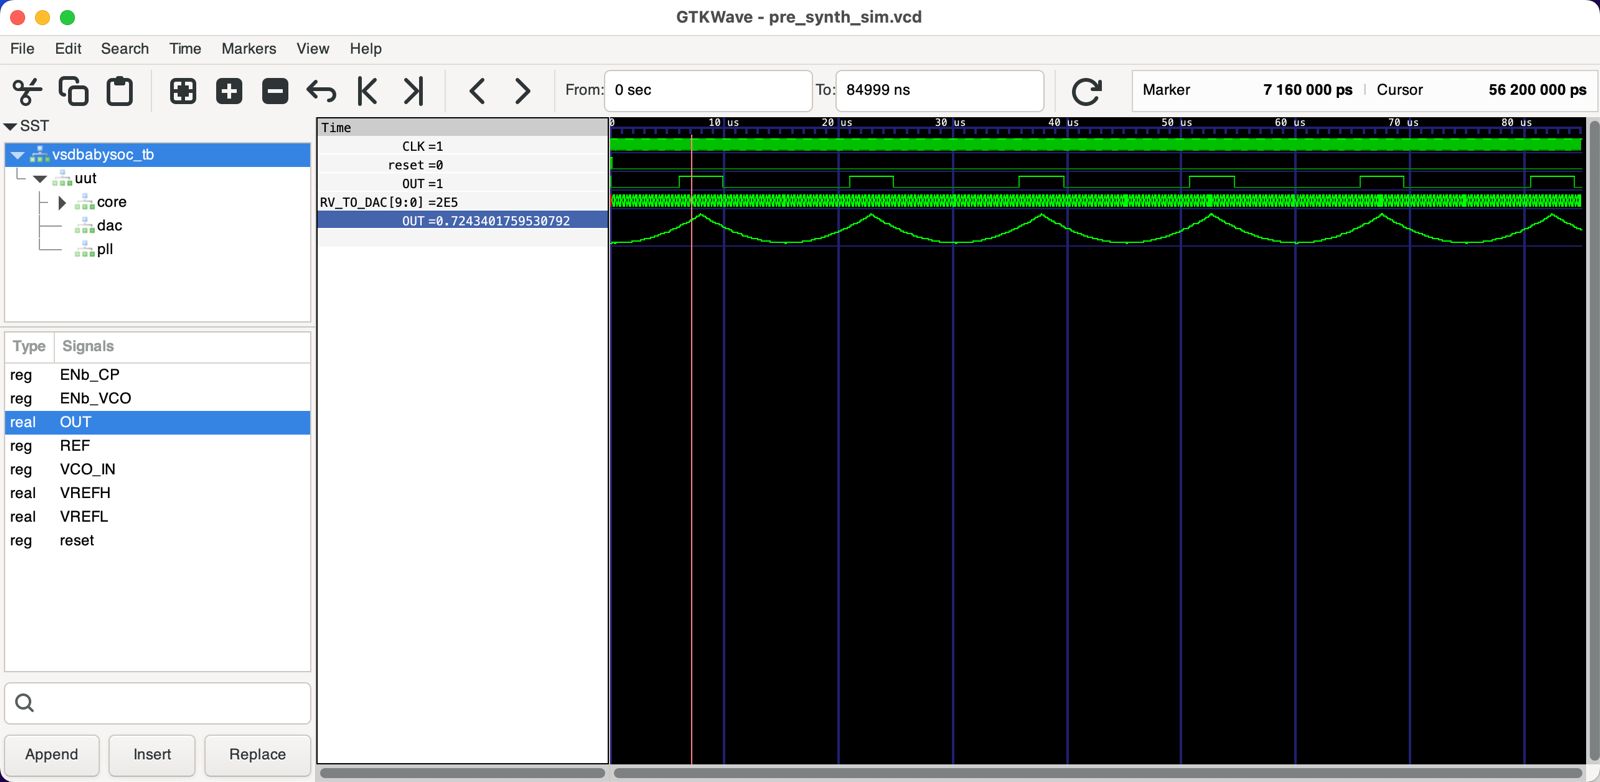 GTKWave - pre_synth_sim.vcd
File Edit Search Time Markers View Help
From: 0 sec To: 84999 ns Marker 7 160 000 ps | Cursor 56 200 000 ps
SST
vsdbabysoc_tb
uut
core
dac
pll
Type Signals
reg ENb_CP
reg ENb_VCO
real OUT
reg REF
reg VCO_IN
real VREFH
real VREFL
reg reset
Append Insert Replace
Time
CLK =1
reset =0
OUT =1
RV_TO_DAC[9:0] =2E5
OUT =0.7243401759530792
0 10 us 20 us 30 us 40 us 50 us 60 us 70 us 80 us